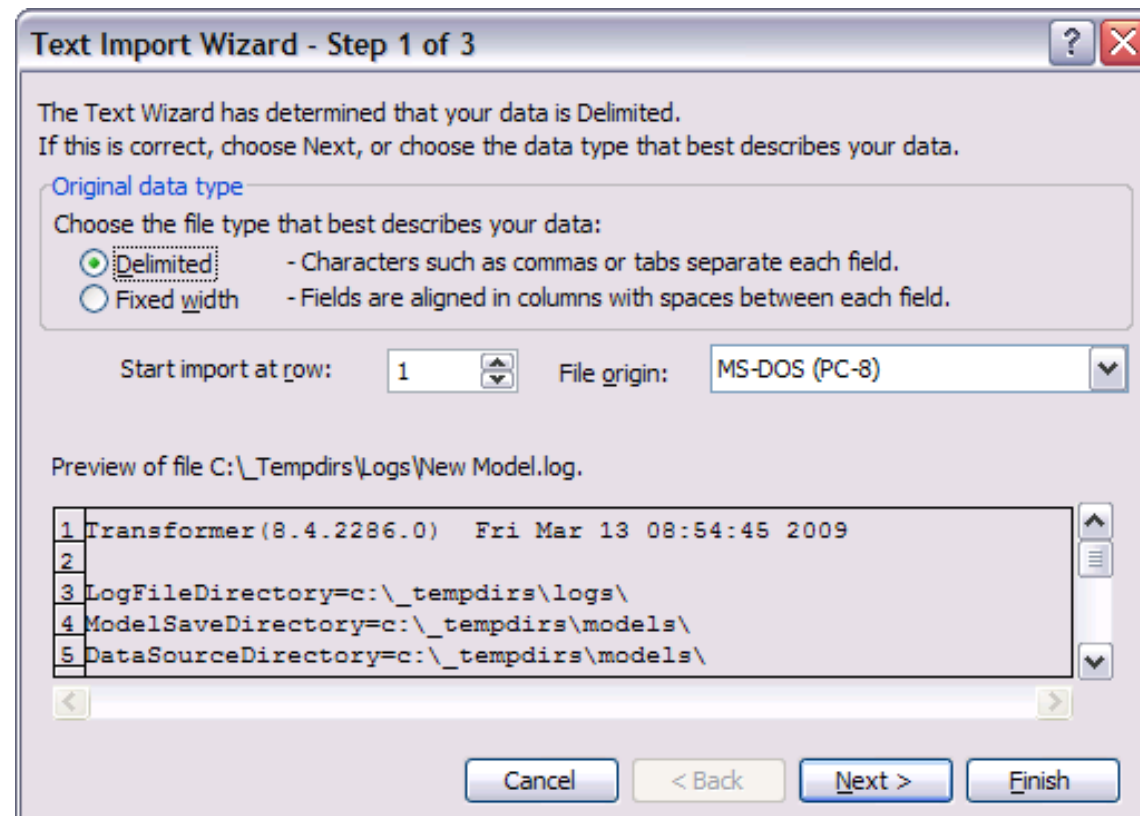 Text Import Wizard - Step 1 of 3
?
The Text Wizard has determined that your data is Delimited.
If this is correct, choose Next, or choose the data type that best describes your data.
Original data type
Choose the file type that best describes your data:
Delimited - Characters such as commas or tabs separate each field.
Fixed width - Fields are aligned in columns with spaces between each field.
Start import at row: 1 File origin: MS-DOS (PC-8)
Preview of file C:\_Tempdirs\Logs\New Model.log.
1 Transformer(8.4.2286.0)  Fri Mar 13 08:54:45 2009
2
3 LogFileDirectory=c:\_tempdirs\logs\
4 ModelSaveDirectory=c:\_tempdirs\models\
5 DataSourceDirectory=c:\_tempdirs\models\
Cancel < Back Next > Finish